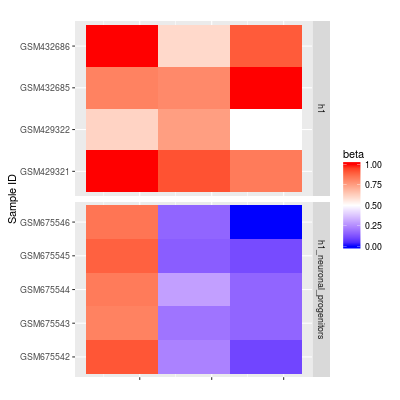 GSM432686
GSM432685
GSM429322
GSM429321
h1
GSM675546
GSM675545
GSM675544
GSM675543
GSM675542
h1_neuronal_progenitors
Sample ID
beta
1.00
0.75
0.50
0.25
0.00